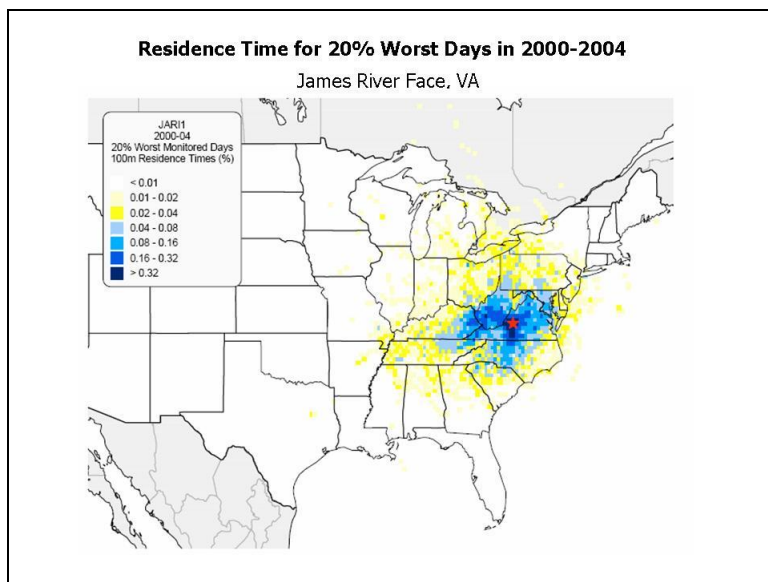 Residence Time for 20% Worst Days in 2000-2004
James River Face, VA
JARI1
2000-04
20% Worst Monitored Days
100m Residence Times (%)
< 0.01
0.01 - 0.02
0.02 - 0.04
0.04 - 0.08
0.08 - 0.16
0.16 - 0.32
> 0.32